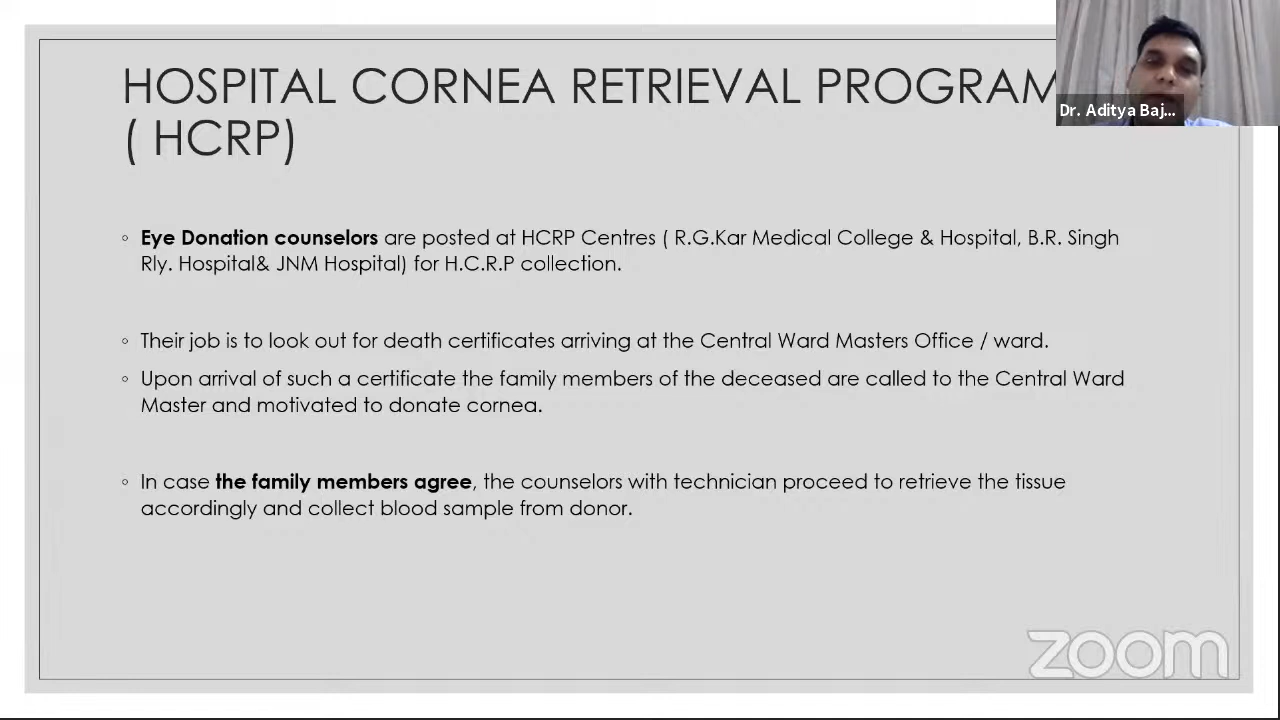 HOSPITAL CORNEA RETRIEVAL PROGRAM
( HCRP)
Dr. Aditya Baj...
◦ Eye Donation counselors are posted at HCRP Centres ( R.G.Kar Medical College & Hospital, B.R. Singh
Rly. Hospital& JNM Hospital) for H.C.R.P collection.
◦ Their job is to look out for death certificates arriving at the Central Ward Masters Office / ward.
◦ Upon arrival of such a certificate the family members of the deceased are called to the Central Ward
Master and motivated to donate cornea.
◦ In case the family members agree, the counselors with technician proceed to retrieve the tissue
accordingly and collect blood sample from donor.
zoom